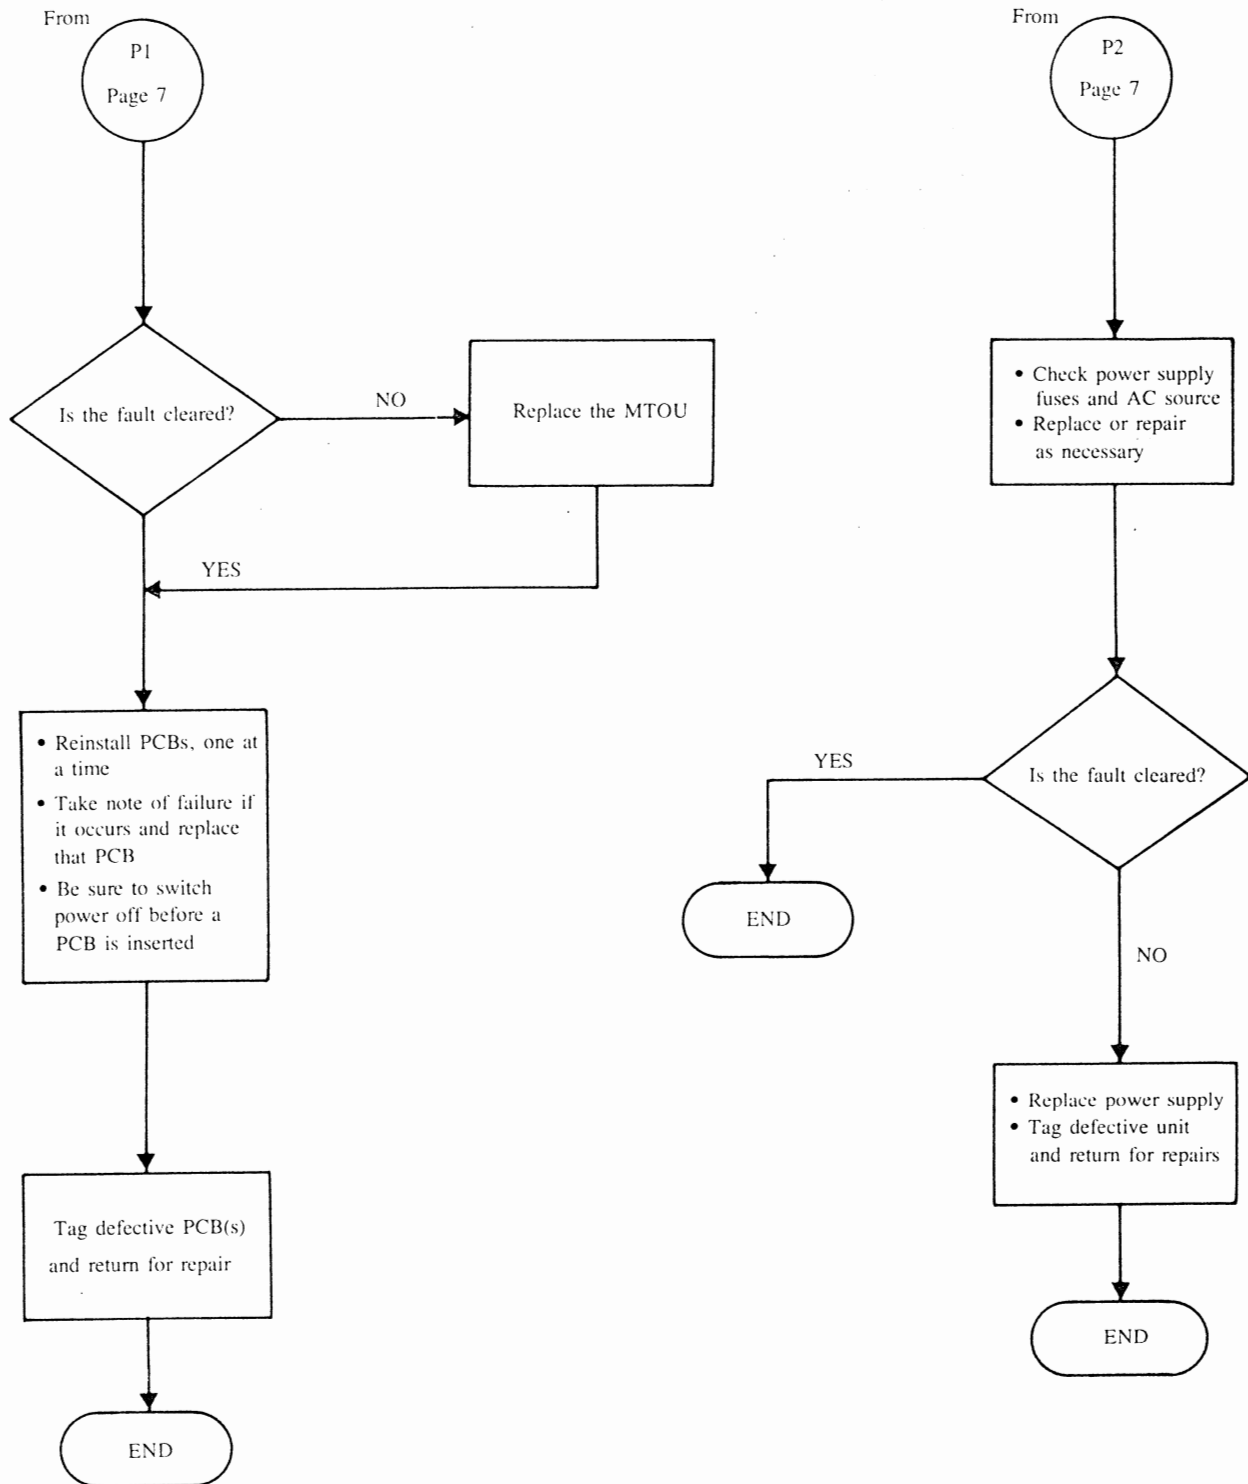 From
P1
Page 7
Is the fault cleared?
NO
Replace the MTOU
YES
• Reinstall PCBs, one at
a time
• Take note of failure if
it occurs and replace
that PCB
• Be sure to switch
power off before a
PCB is inserted
Tag defective PCB(s)
and return for repair
END
From
P2
Page 7
• Check power supply
fuses and AC source
• Replace or repair
as necessary
Is the fault cleared?
YES
END
NO
• Replace power supply
• Tag defective unit
and return for repairs
END